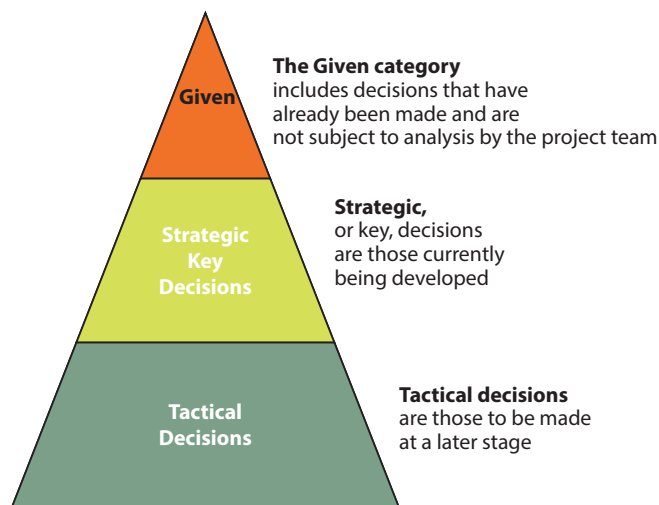 The Given category
includes decisions that have
already been made and are
not subject to analysis by the project team
Given
Strategic,
or key, decisions
are those currently
being developed
Strategic
Key
Decisions
Tactical decisions
are those to be made
at a later stage
Tactical
Decisions